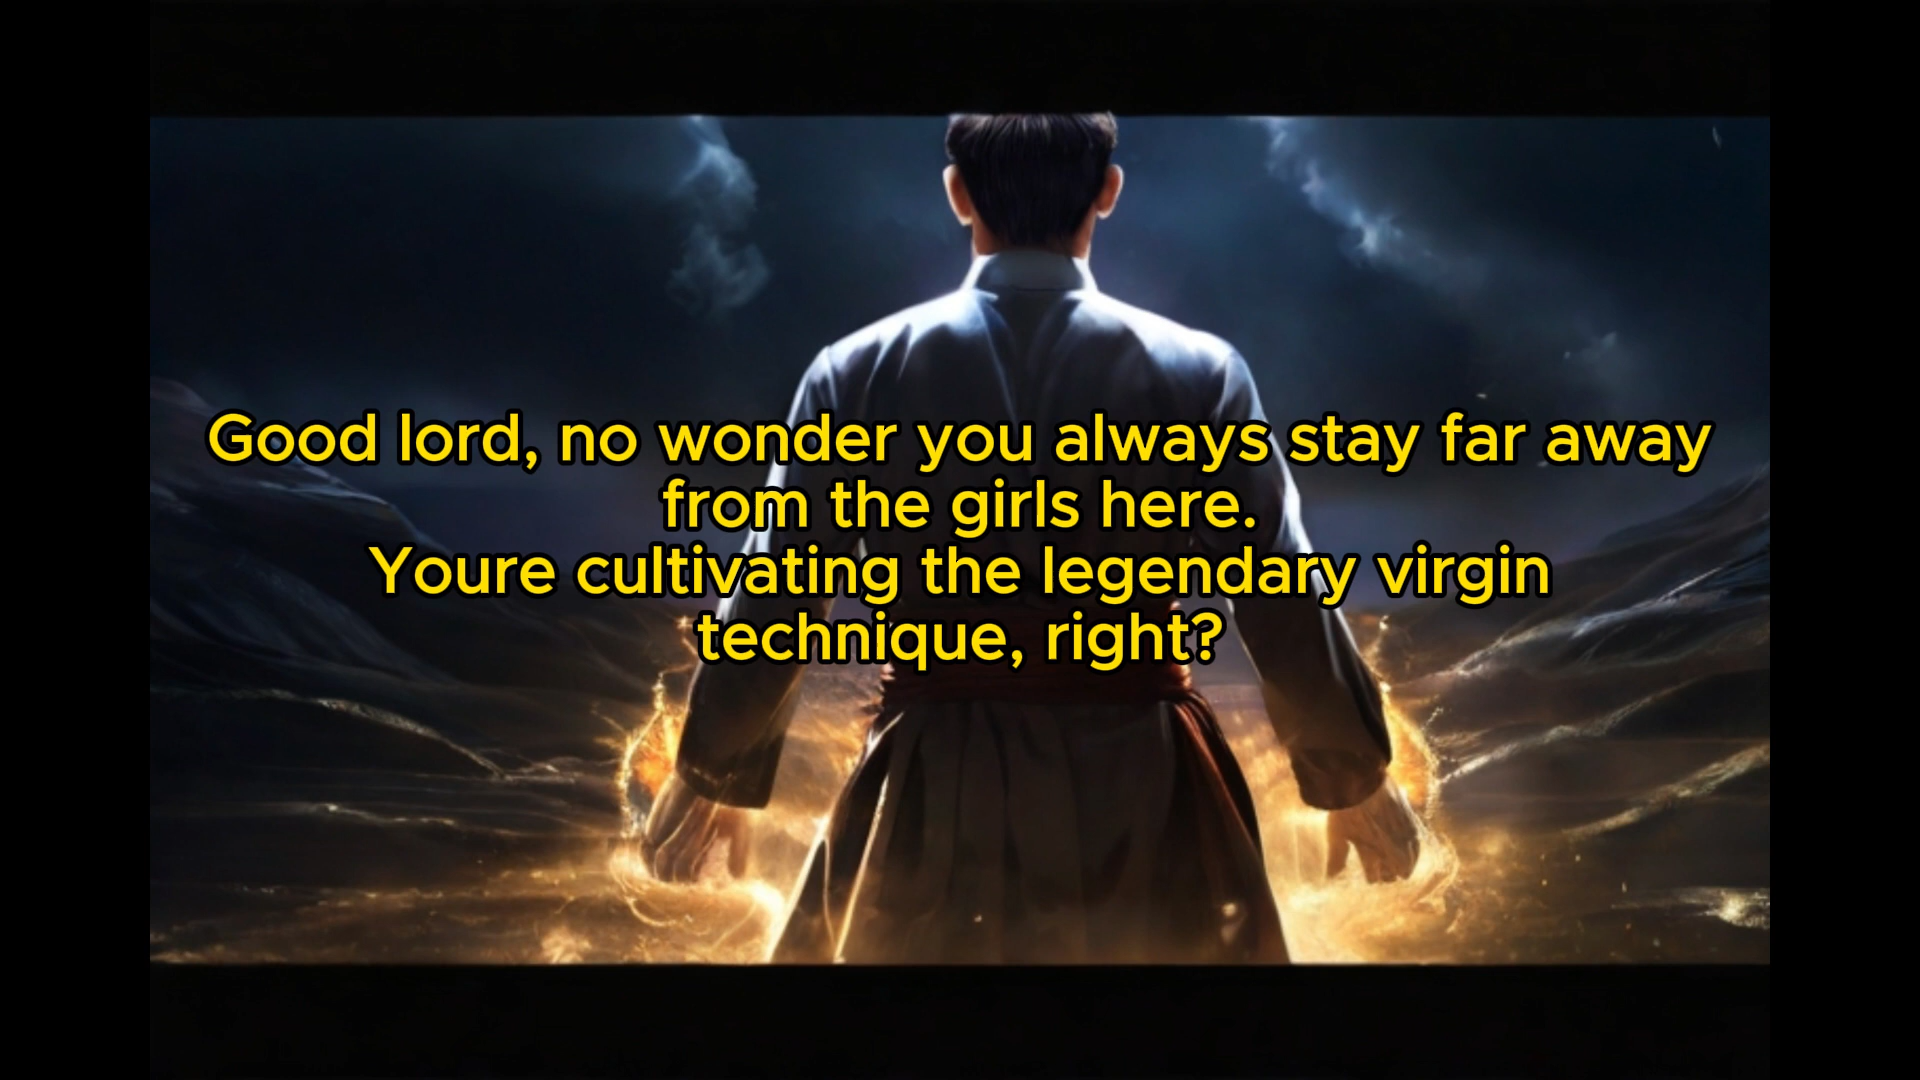 Good lord, no wonder you always stay far away
from the girls here.
Youre cultivating the legendary virgin
technique, right?